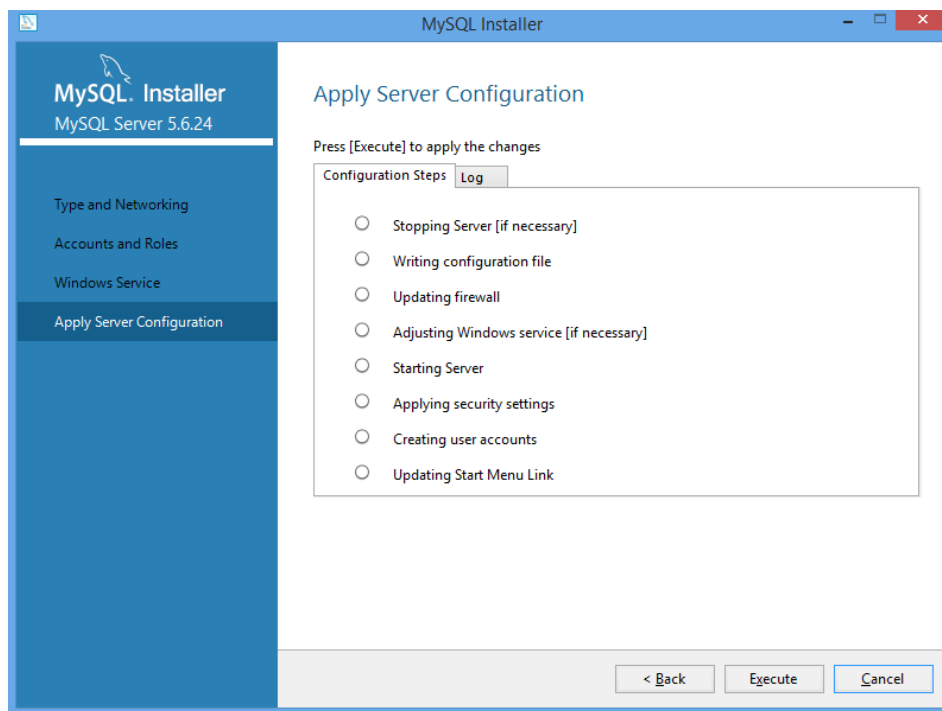 MySQL Installer
MySQL. Installer
MySQL Server 5.6.24
Type and Networking
Accounts and Roles
Windows Service
Apply Server Configuration
Apply Server Configuration
Press [Execute] to apply the changes
Configuration Steps Log
Stopping Server [if necessary]
Writing configuration file
Updating firewall
Adjusting Windows service [if necessary]
Starting Server
Applying security settings
Creating user accounts
Updating Start Menu Link
< Back Execute Cancel